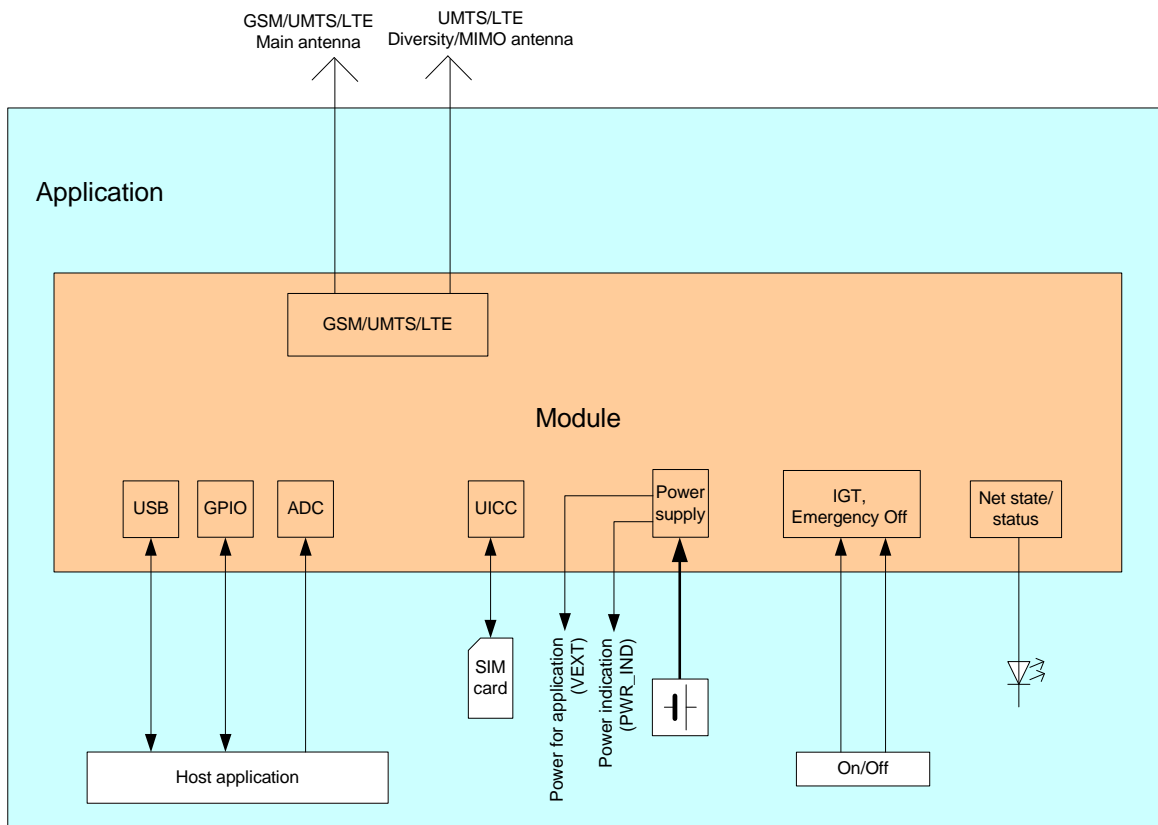 GSM/UMTS/LTE
Main antenna
UMTS/LTE
Diversity/MIMO antenna
Application
GSM/UMTS/LTE
Module
USB
GPIO
ADC
UICC
Power
supply
IGT,
Emergency Off
Net state/
status
SIM
card
Power for application
(VEXT)
Power indication
(PWR_IND)
Host application
On/Off